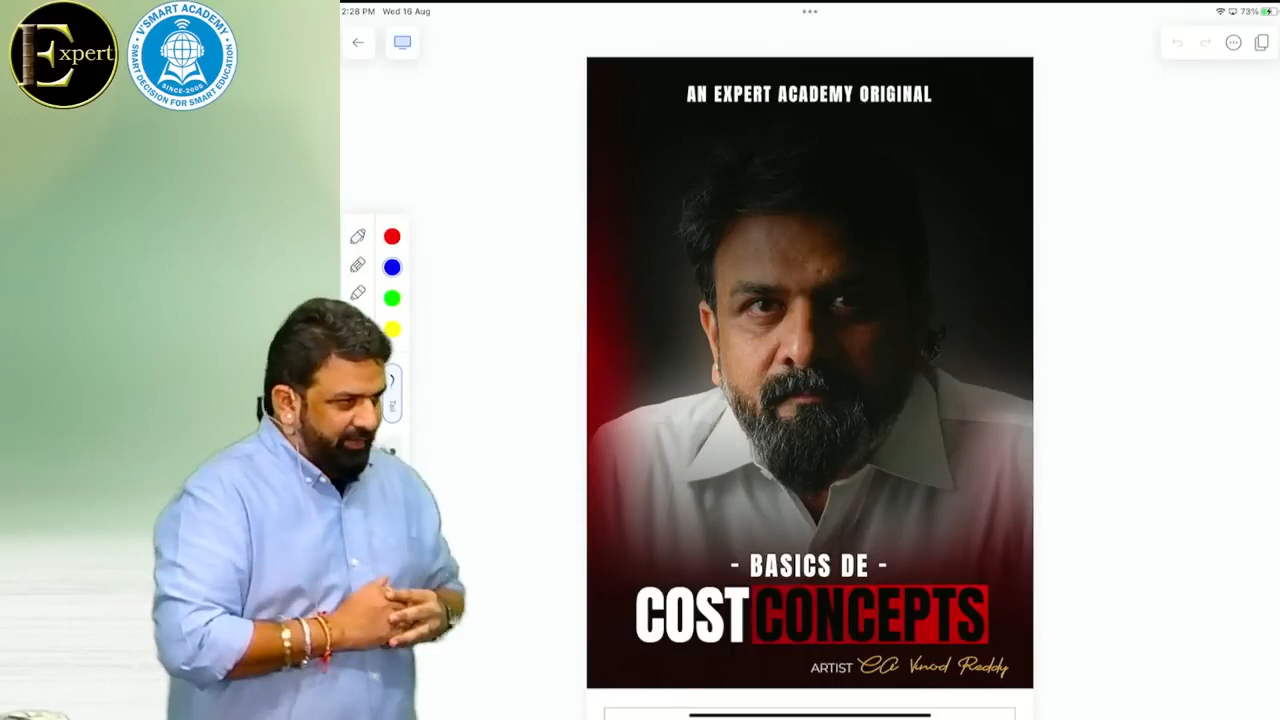 Expert
V'SMART ACADEMY
SMART DECISION FOR SMART EDUCATION
SINCE-2005
2:28 PM Wed 16 Aug
73%
AN EXPERT ACADEMY ORIGINAL
Tail
- BASICS DE -
COST CONCEPTS
ARTIST CA Vinod Reddy